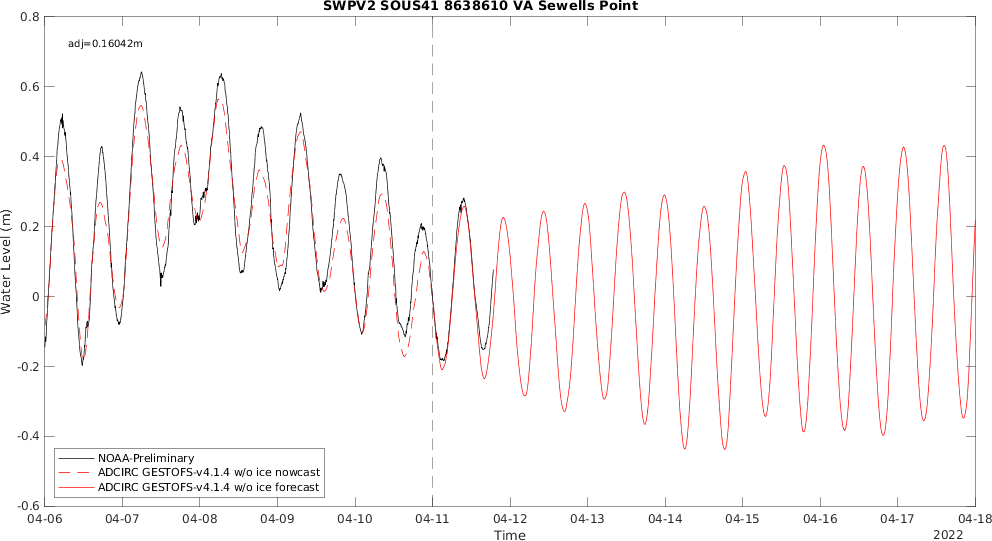 SWPV2 SOUS41 8638610 VA Sewells Point
adj=0.16042m
0.8
0.6
0.4
0.2
0
-0.2
-0.4
-0.6
Water Level (m)
NOAA-Preliminary
ADCIRC GESTOFS-v4.1.4 w/o ice nowcast
ADCIRC GESTOFS-v4.1.4 w/o ice forecast
04-06 04-07 04-08 04-09 04-10 04-11 04-12 04-13 04-14 04-15 04-16 04-17 04-18
Time
2022